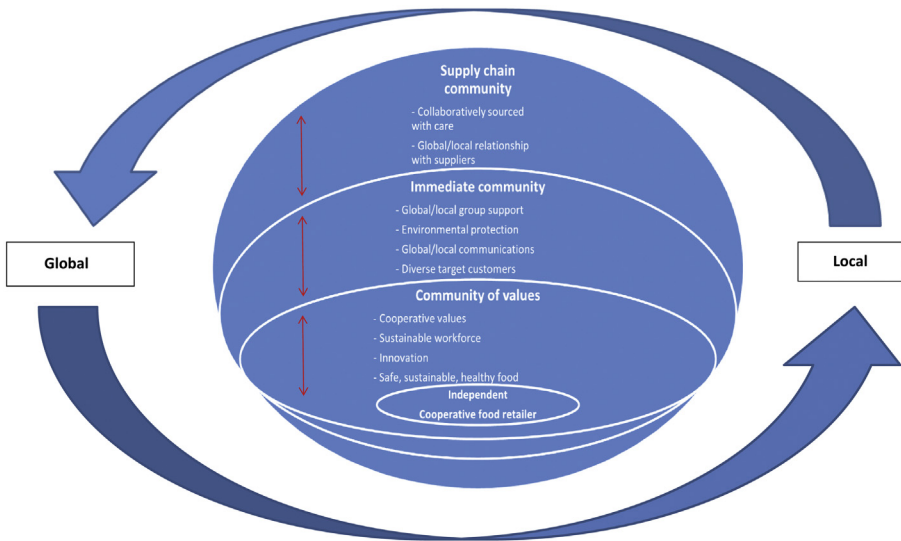 Supply chain
community
- Collaboratively sourced
with care
- Global/local relationship
with suppliers
Immediate community
- Global/local group support
- Environmental protection
- Global/local communications
- Diverse target customers
Global
Local
Community of values
- Cooperative values
- Sustainable workforce
- Innovation
- Safe, sustainable, healthy food
Independent
Cooperative food retailer